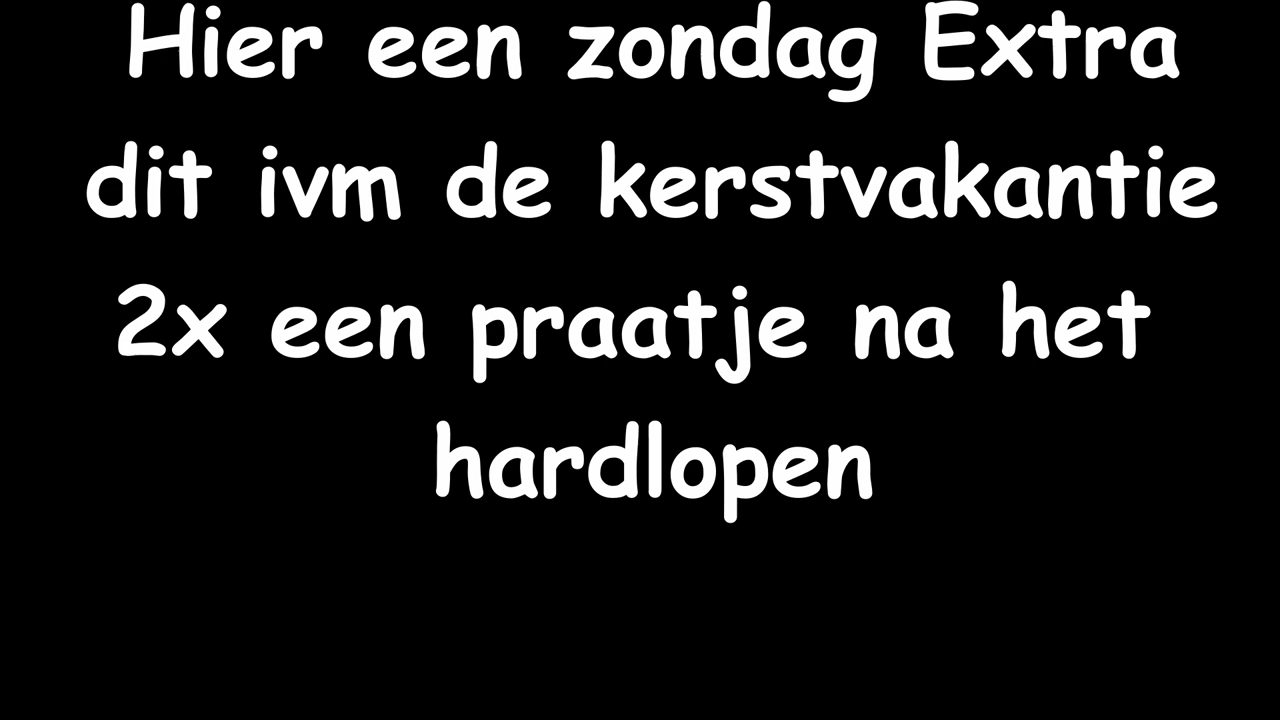 Hier een zondag Extra
dit ivm de kerstvakantie
2x een praatje na het
hardlopen